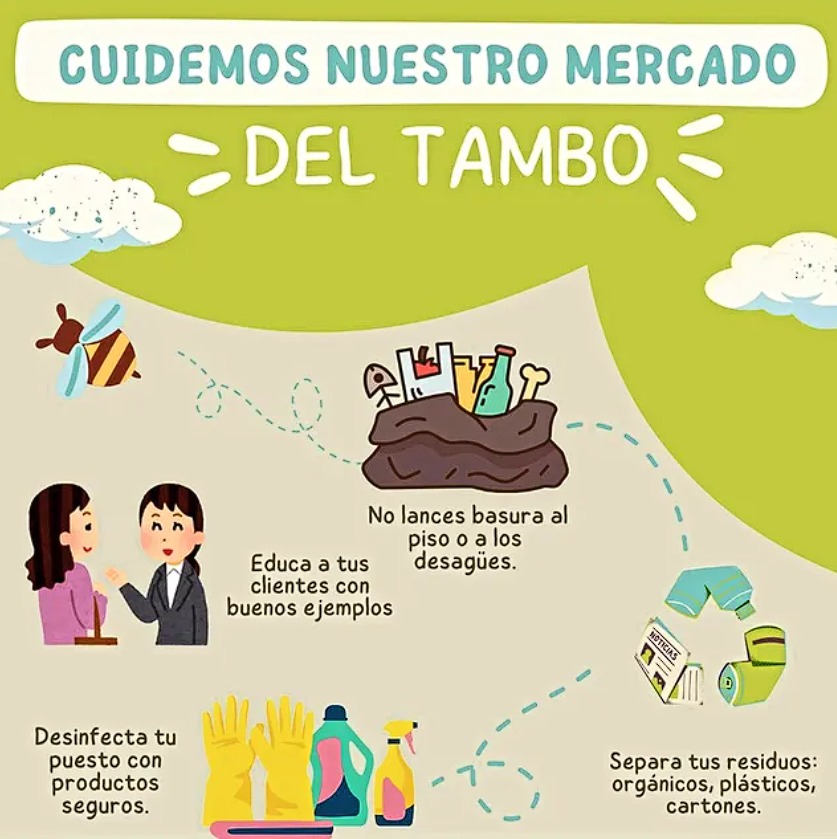 CUIDEMOS NUESTRO MERCADO
DEL TAMBO
No lances basura al
piso o a los
desagües.
Educa a tus
clientes con
buenos ejemplos
NOTICIAS
Separa tus residuos:
orgánicos, plásticos,
cartones.
Desinfecta tu
puesto con
productos
seguros.